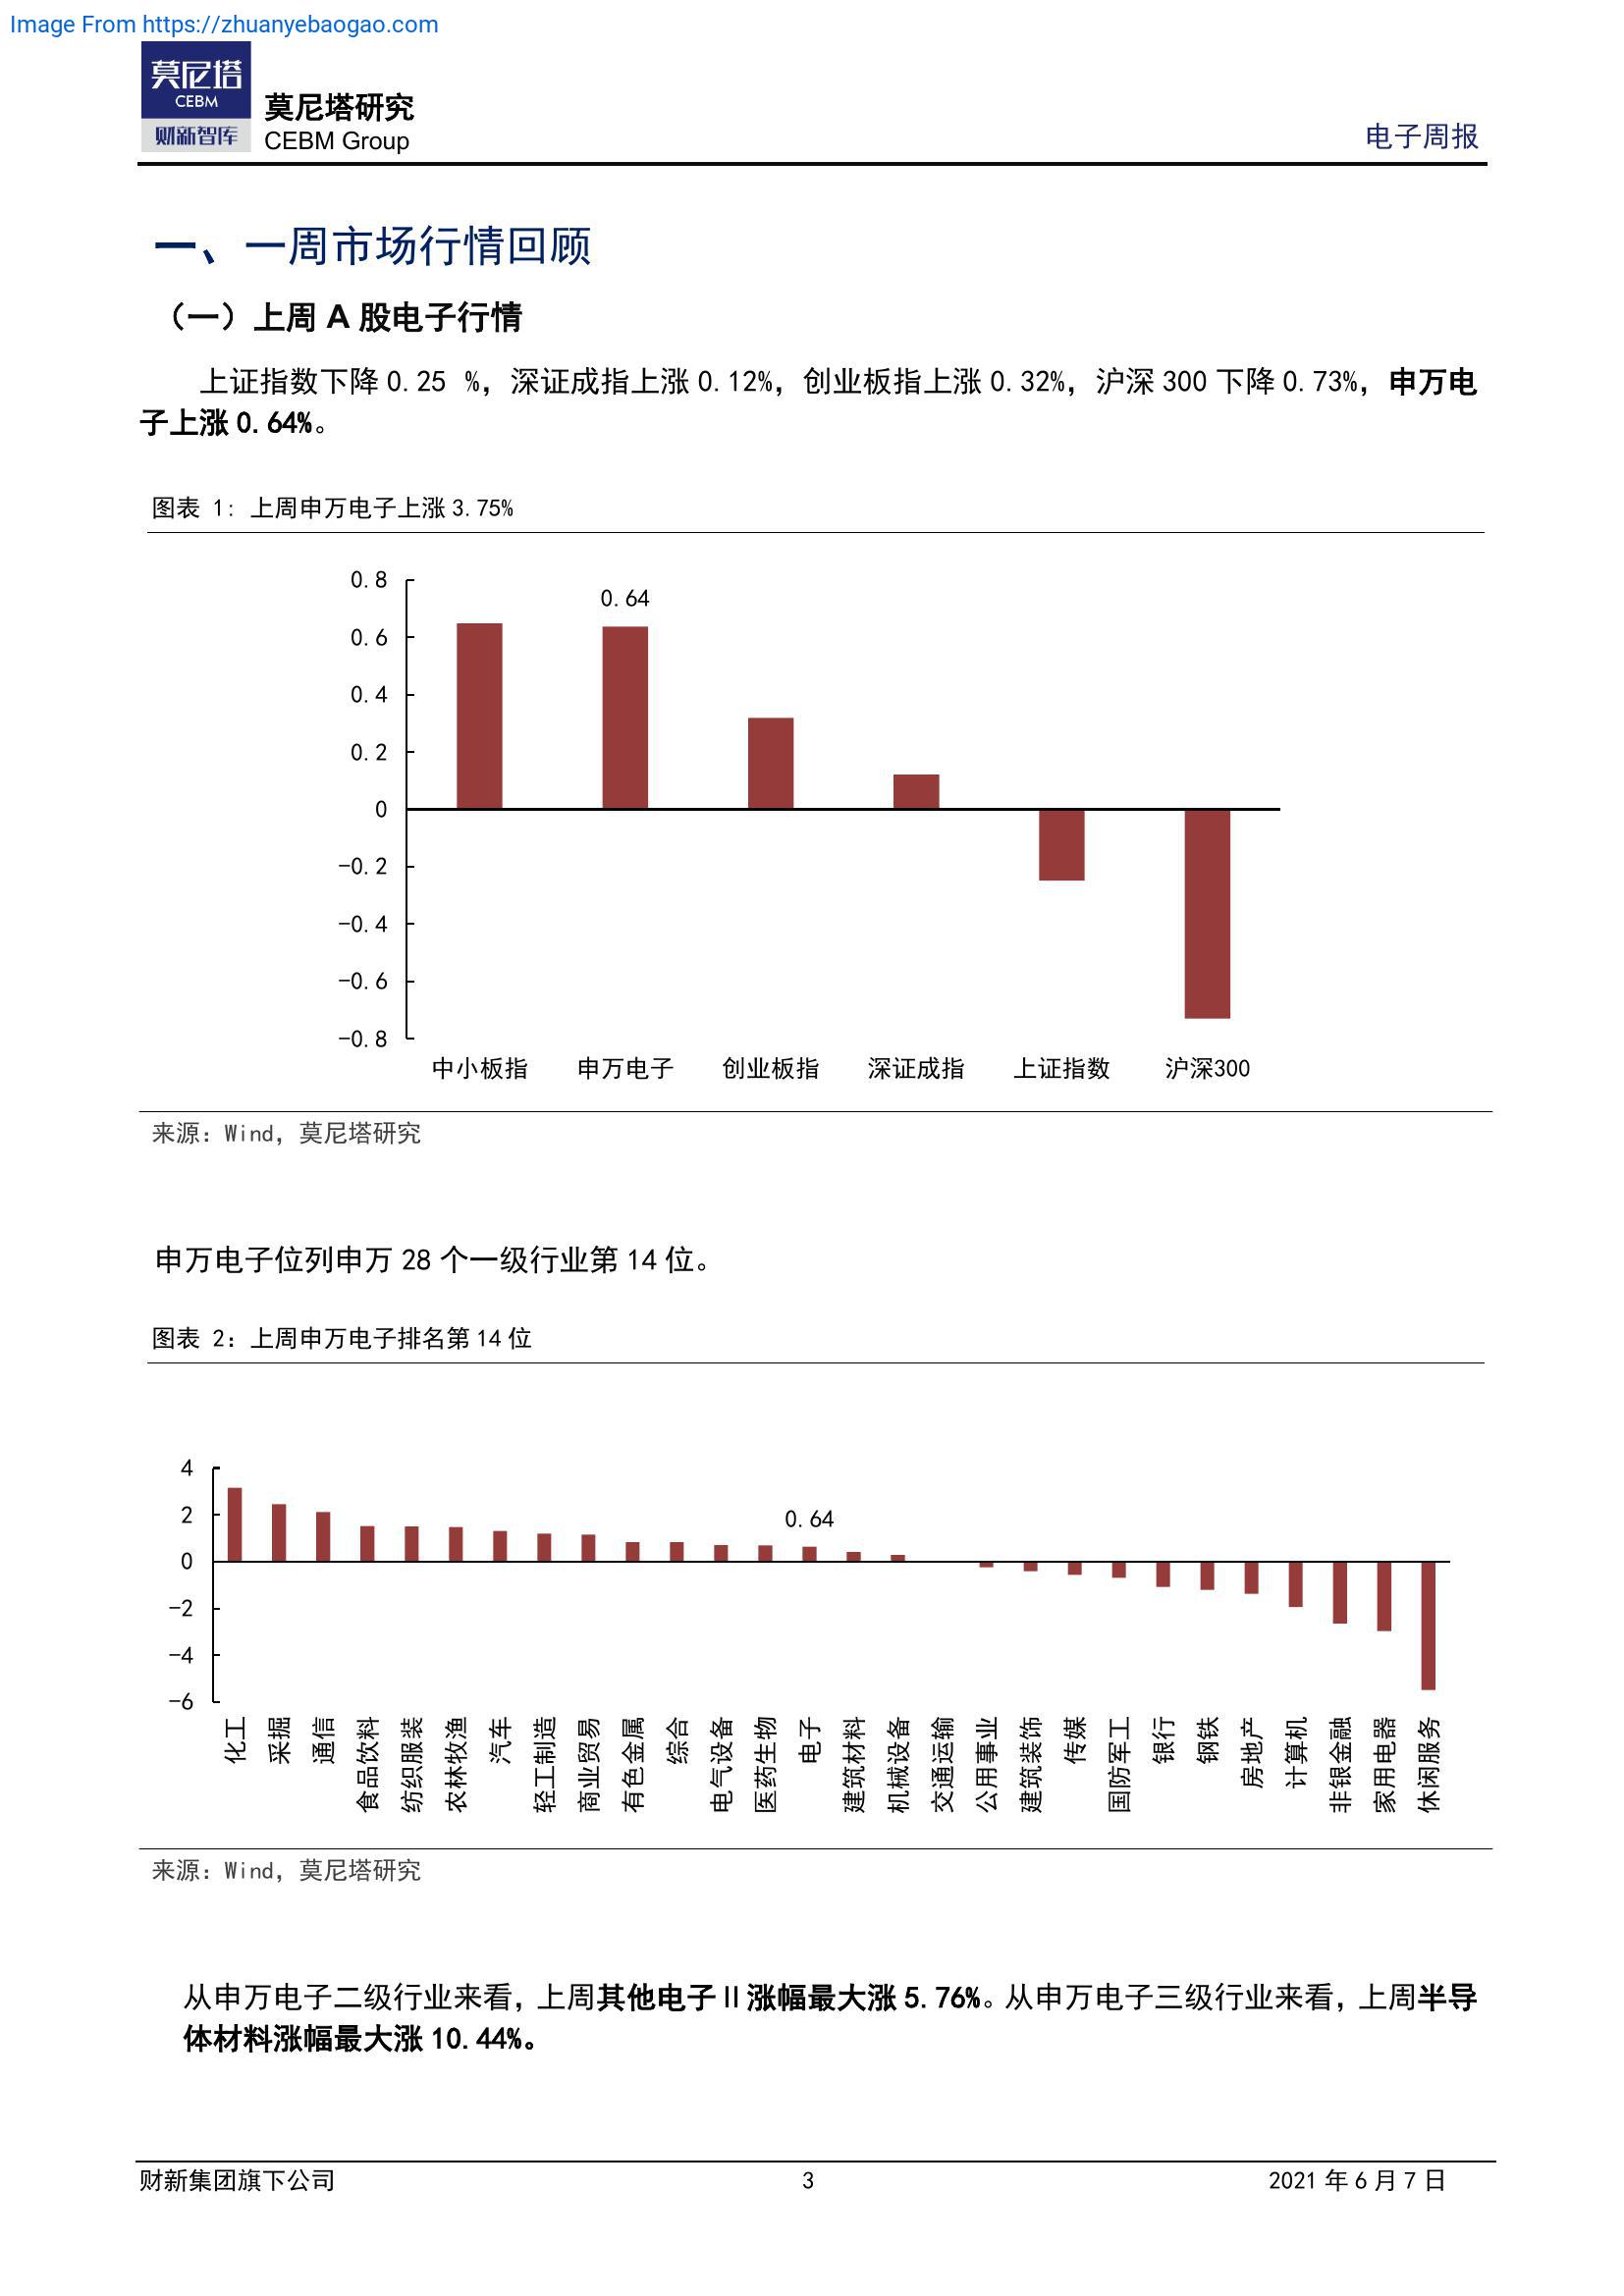 Image From https://zhuanyebaogao.com
莫尼塔
CEBM
财新智库
莫尼塔研究
CEBM Group
电子周报
一、一周市场行情回顾
（一）上周 A 股电子行情
上证指数下降 0.25 %，深证成指上涨 0.12%，创业板指上涨 0.32%，沪深 300 下降 0.73%，申万电
子上涨 0.64%。
图表 1: 上周申万电子上涨 3.75%
0.8
0.6
0.4
0.2
0
-0.2
-0.4
-0.6
-0.8
0.64
中小板指 申万电子 创业板指 深证成指 上证指数 沪深300
来源：Wind，莫尼塔研究
申万电子位列申万 28 个一级行业第 14 位。
图表 2：上周申万电子排名第 14 位
4
2
0
-2
-4
-6
0.64
化工
采掘
通信
食品饮料
纺织服装
农林牧渔
汽车
轻工制造
商业贸易
有色金属
综合
电气设备
医药生物
电子
建筑材料
机械设备
交通运输
公用事业
建筑装饰
传媒
国防军工
银行
钢铁
房地产
计算机
非银金融
家用电器
休闲服务
来源：Wind，莫尼塔研究
从申万电子二级行业来看，上周其他电子Ⅱ涨幅最大涨 5.76%。从申万电子三级行业来看，上周半导
体材料涨幅最大涨 10.44%。
财新集团旗下公司 3 2021 年 6 月 7 日